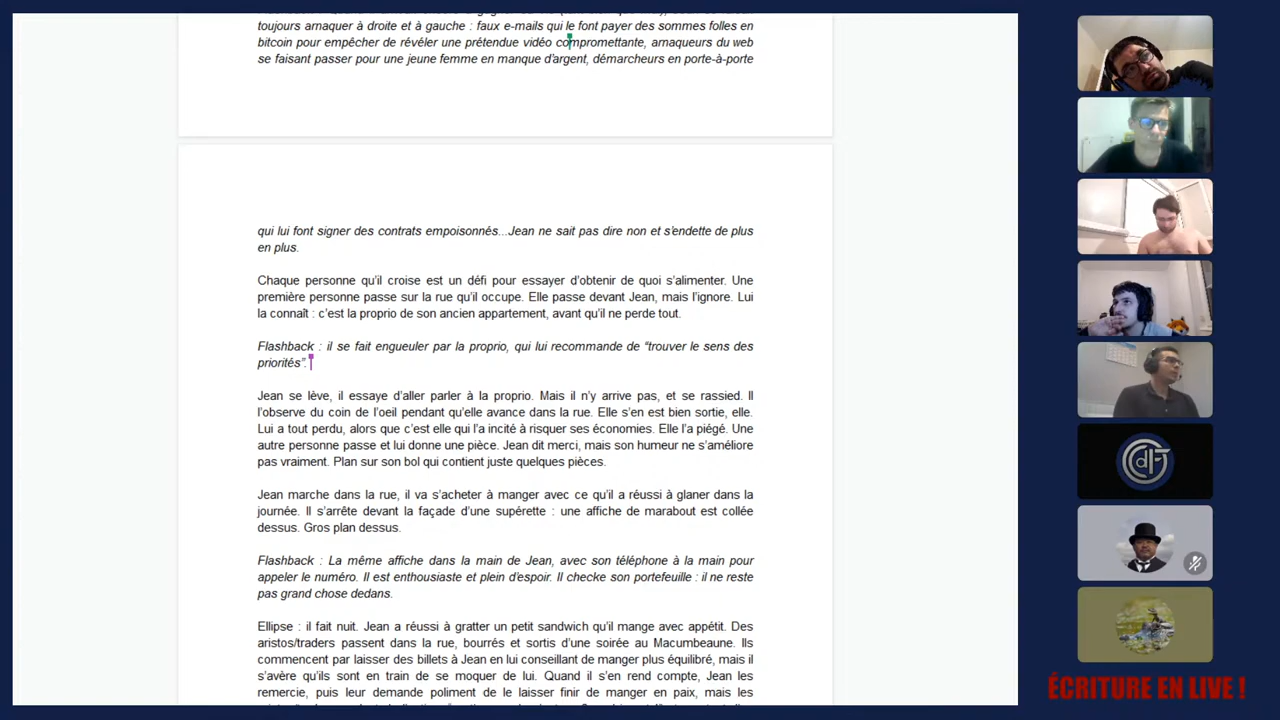 toujours arnaquer à droite et à gauche : faux e-mails qui le font payer des sommes folles en
bitcoin pour empêcher de révéler une prétendue vidéo compromettante, arnaqueurs du web
se faisant passer pour une jeune femme en manque d'argent, démarcheurs en porte-à-porte
qui lui font signer des contrats empoisonnés...Jean ne sait pas dire non et s'endette de plus
en plus.
Chaque personne qu'il croise est un défi pour essayer d'obtenir de quoi s'alimenter. Une
première personne passe sur la rue qu'il occupe. Elle passe devant Jean, mais l'ignore. Lui
la connaît : c'est la proprio de son ancien appartement, avant qu'il ne perde tout.
Flashback : il se fait engueuler par la proprio, qui lui recommande de “trouver le sens des
priorités”.
Jean se lève, il essaye d'aller parler à la proprio. Mais il n'y arrive pas, et se rassied. Il
l'observe du coin de l'oeil pendant qu'elle avance dans la rue. Elle s'en est bien sortie, elle.
Lui a tout perdu, alors que c'est elle qui l'a incité à risquer ses économies. Elle l'a piégé. Une
autre personne passe et lui donne une pièce. Jean dit merci, mais son humeur ne s'améliore
pas vraiment. Plan sur son bol qui contient juste quelques pièces.
Jean marche dans la rue, il va s'acheter à manger avec ce qu'il a réussi à glaner dans la
journée. Il s'arrête devant la façade d'une supérette : une affiche de marabout est collée
dessus. Gros plan dessus.
Flashback : La même affiche dans la main de Jean, avec son téléphone à la main pour
appeler le numéro. Il est enthousiaste et plein d'espoir. Il checke son portefeuille : il ne reste
pas grand chose dedans.
Ellipse : il fait nuit. Jean a réussi à gratter un petit sandwich qu'il mange avec appétit. Des
aristos/traders passent dans la rue, bourrés et sortis d'une soirée au Macumbeaune. Ils
commencent par laisser des billets à Jean en lui conseillant de manger plus équilibré, mais il
s'avère qu'ils sont en train de se moquer de lui. Quand il s'en rend compte, Jean les
remercie, puis leur demande poliment de le laisser finir de manger en paix, mais les
ÉCRITURE EN LIVE !